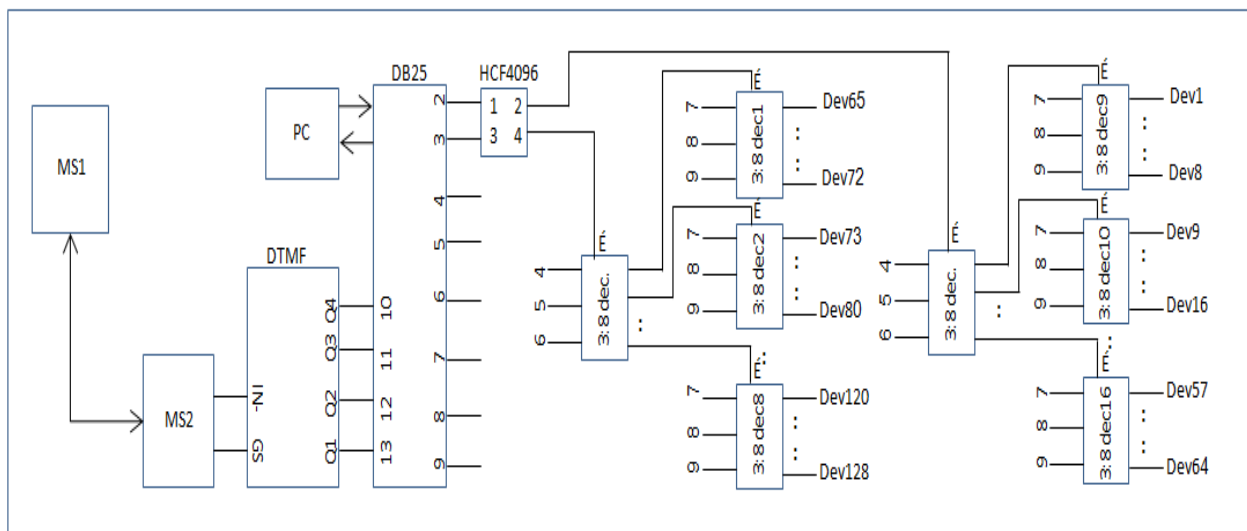 MS1
PC
DB25
HCF4096
2
3
4
5
6
7
8
9
10
11
12
13
1 2
3 4
DTMF
Q4
Q3
Q2
Q1
IN-
GS
MS2
É
4
5
6
3:8 dec.
:
É
7
8
9
3:8 dec1
Dev65
:
:
Dev72
É
7
8
9
3:8 dec2
Dev73
:
:
Dev80
:
É
7
8
9
3:8 dec8
Dev120
:
:
Dev128
É
4
5
6
3:8 dec.
:
É
7
8
9
3:8 dec9
Dev1
:
:
Dev8
É
7
8
9
3:8 dec10
Dev9
:
:
Dev16
:
É
7
8
9
3:8 dec16
Dev57
:
:
Dev64